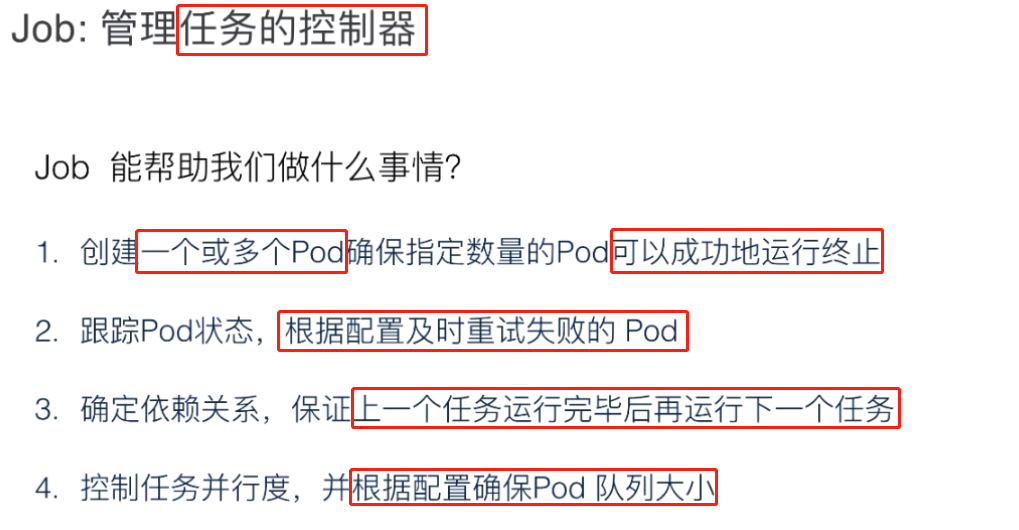 Job: 管理任务的控制器
Job 能帮助我们做什么事情?
1. 创建一个或多个Pod确保指定数量的Pod可以成功地运行终止
2. 跟踪Pod状态，根据配置及时重试失败的 Pod
3. 确定依赖关系，保证上一个任务运行完毕后再运行下一个任务
4. 控制任务并行度，并根据配置确保Pod 队列大小